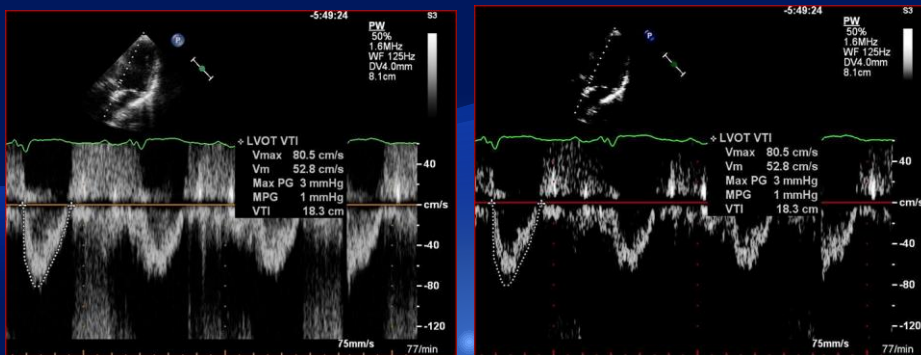 -5:49:24
S3
PW
50%
1.6MHz
WF 125Hz
DV4.0mm
8.1cm
P
LVOT VTI
Vmax 80.5 cm/s
Vm 52.8 cm/s
Max PG 3 mmHg
MPG 1 mmHg
VTI 18.3 cm
40
cm/s
-40
-80
-120
75mm/s
77/min
-5:49:24
S3
PW
50%
1.6MHz
WF 125Hz
DV4.0mm
8.1cm
P
LVOT VTI
Vmax 80.5 cm/s
Vm 52.8 cm/s
Max PG 3 mmHg
MPG 1 mmHg
VTI 18.3 cm
40
cm/s
-40
-80
-120
75mm/s
77/min